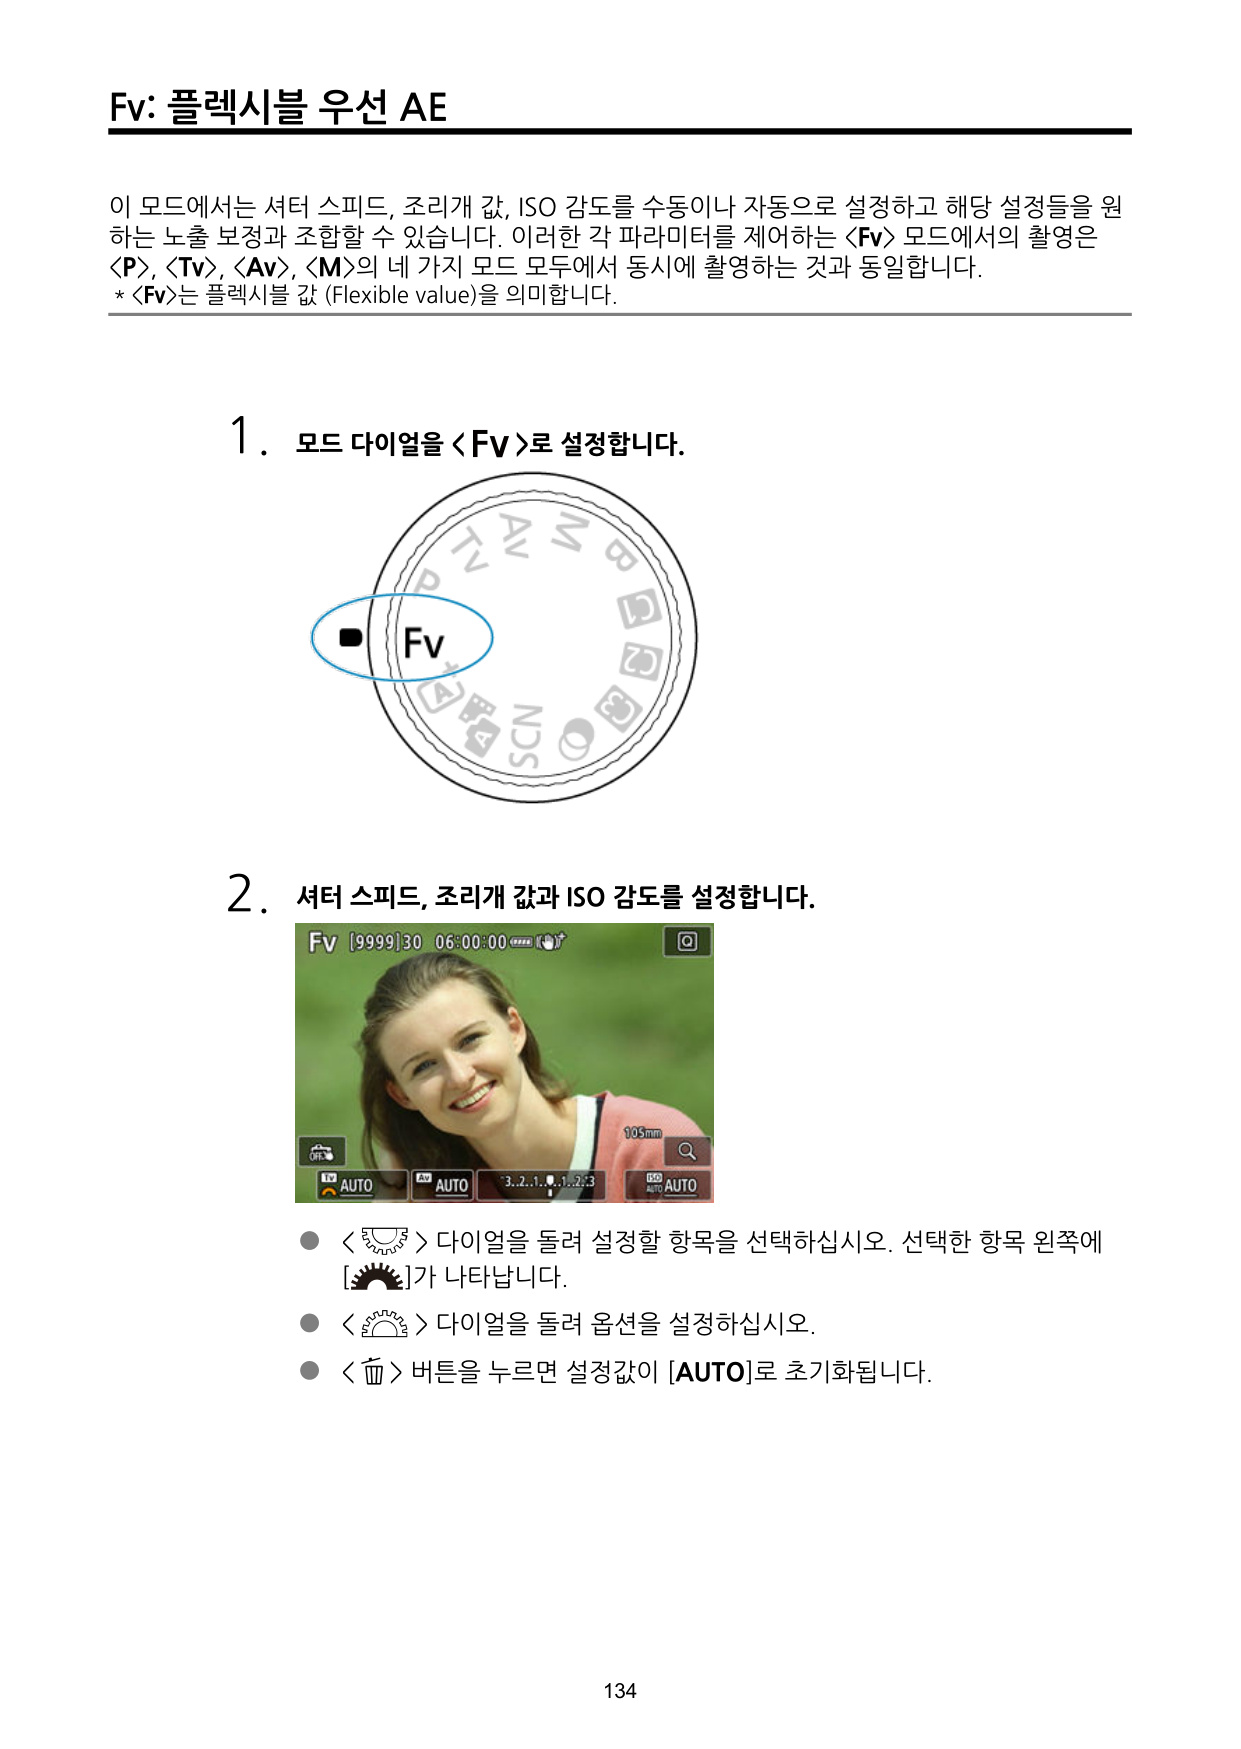 Fv: 플렉시블 우선 AE
이 모드에서는 셔터 스피드, 조리개 값, ISO 감도를 수동이나 자동으로 설정하고 해당 설정들을 원
하는 노출 보정과 조합할 수 있습니다. 이러한 각 파라미터를 제어하는 <Fv> 모드에서의 촬영은
<P>, <Tv>, <Av>, <M>의 네 가지 모드 모두에서 동시에 촬영하는 것과 동일합니다.
* <Fv>는 플렉시블 값 (Flexible value)을 의미합니다.
1. 모드 다이얼을 <Fv>로 설정합니다.
M
Av
Tv
B
P
C1
Fv
C2
A+
C3
SCN
A
2. 셔터 스피드, 조리개 값과 ISO 감도를 설정합니다.
Fv [9999]30 06:00:00 Q
105mm
OFF
Tv AUTO Av AUTO -3..2..1..0..1..2..3 ISO AUTO AUTO
● < > 다이얼을 돌려 설정할 항목을 선택하십시오. 선택한 항목 왼쪽에
[ ]가 나타납니다.
● < > 다이얼을 돌려 옵션을 설정하십시오.
● < > 버튼을 누르면 설정값이 [AUTO]로 초기화됩니다.
134